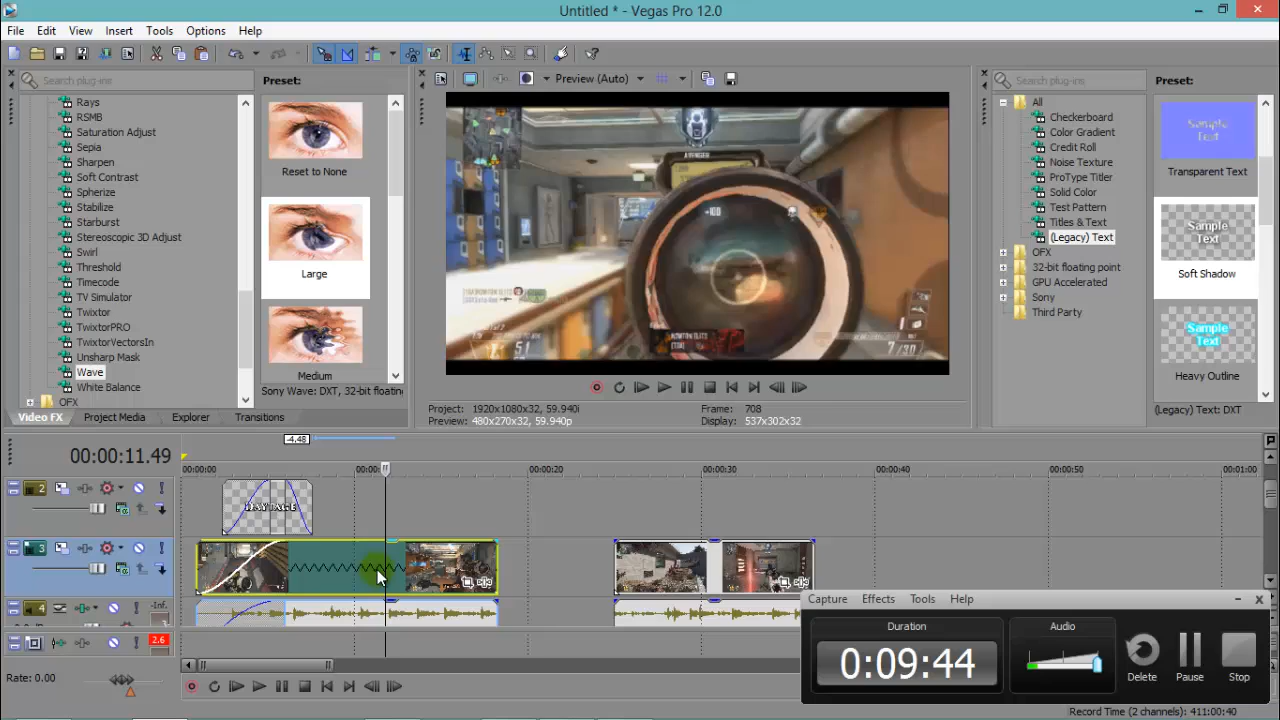 Untitled * - Vegas Pro 12.0
File Edit View Insert Tools Options Help
Search plug-ins
Preset:
Preview (Auto)
Search plug-ins
Preset:
Rays
RSMB
Saturation Adjust
Sepia
Sharpen
Soft Contrast
Spherize
Stabilize
Starburst
Stereoscopic 3D Adjust
Swirl
Threshold
Timecode
TV Simulator
Twixtor
TwixtorPRO
TwixtorVectorsIn
Unsharp Mask
Wave
White Balance
OFX
Reset to None
Large
Medium
Sony Wave: DXT, 32-bit floating
Video FX Project Media Explorer Transitions
+100
7/30
Project: 1920x1080x32, 59.940i
Preview: 480x270x32, 59.940p
Frame: 708
Display: 537x302x32
All
Checkerboard
Color Gradient
Credit Roll
Noise Texture
ProType Titler
Solid Color
Test Pattern
Titles & Text
(Legacy) Text
OFX
32-bit floating point
GPU Accelerated
Sony
Third Party
Sample
Text
Transparent Text
Sample
Text
Soft Shadow
Sample
Text
Heavy Outline
(Legacy) Text: DXT
-4.48
00:00:11.49
00:00:00 00:00: 00:00:20 00:00:30 00:00:40 00:00:50 00:01:00
2
3
4
-Inf.
2.6
Rate: 0.00
Capture Effects Tools Help
Duration
0:09:44
Audio
Delete
Pause
Stop
Record Time (2 channels): 411:00:40